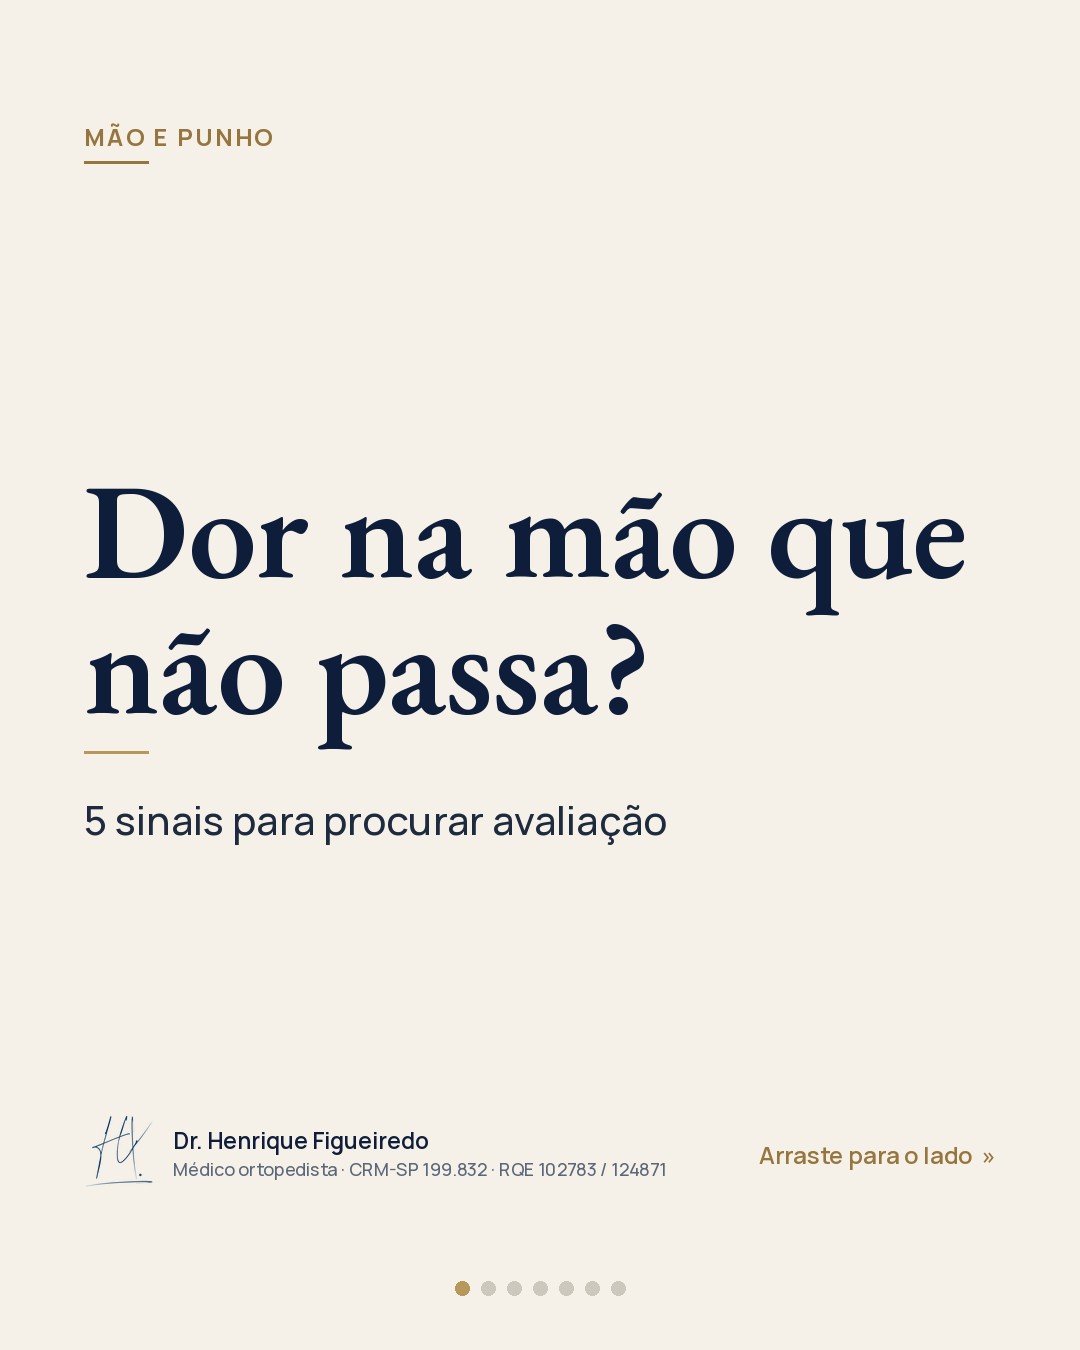 MÃO E PUNHO
Dor na mão que
não passa?
5 sinais para procurar avaliação
Dr. Henrique Figueiredo
Médico ortopedista · CRM-SP 199.832 · RQE 102783 / 124871
Arraste para o lado »